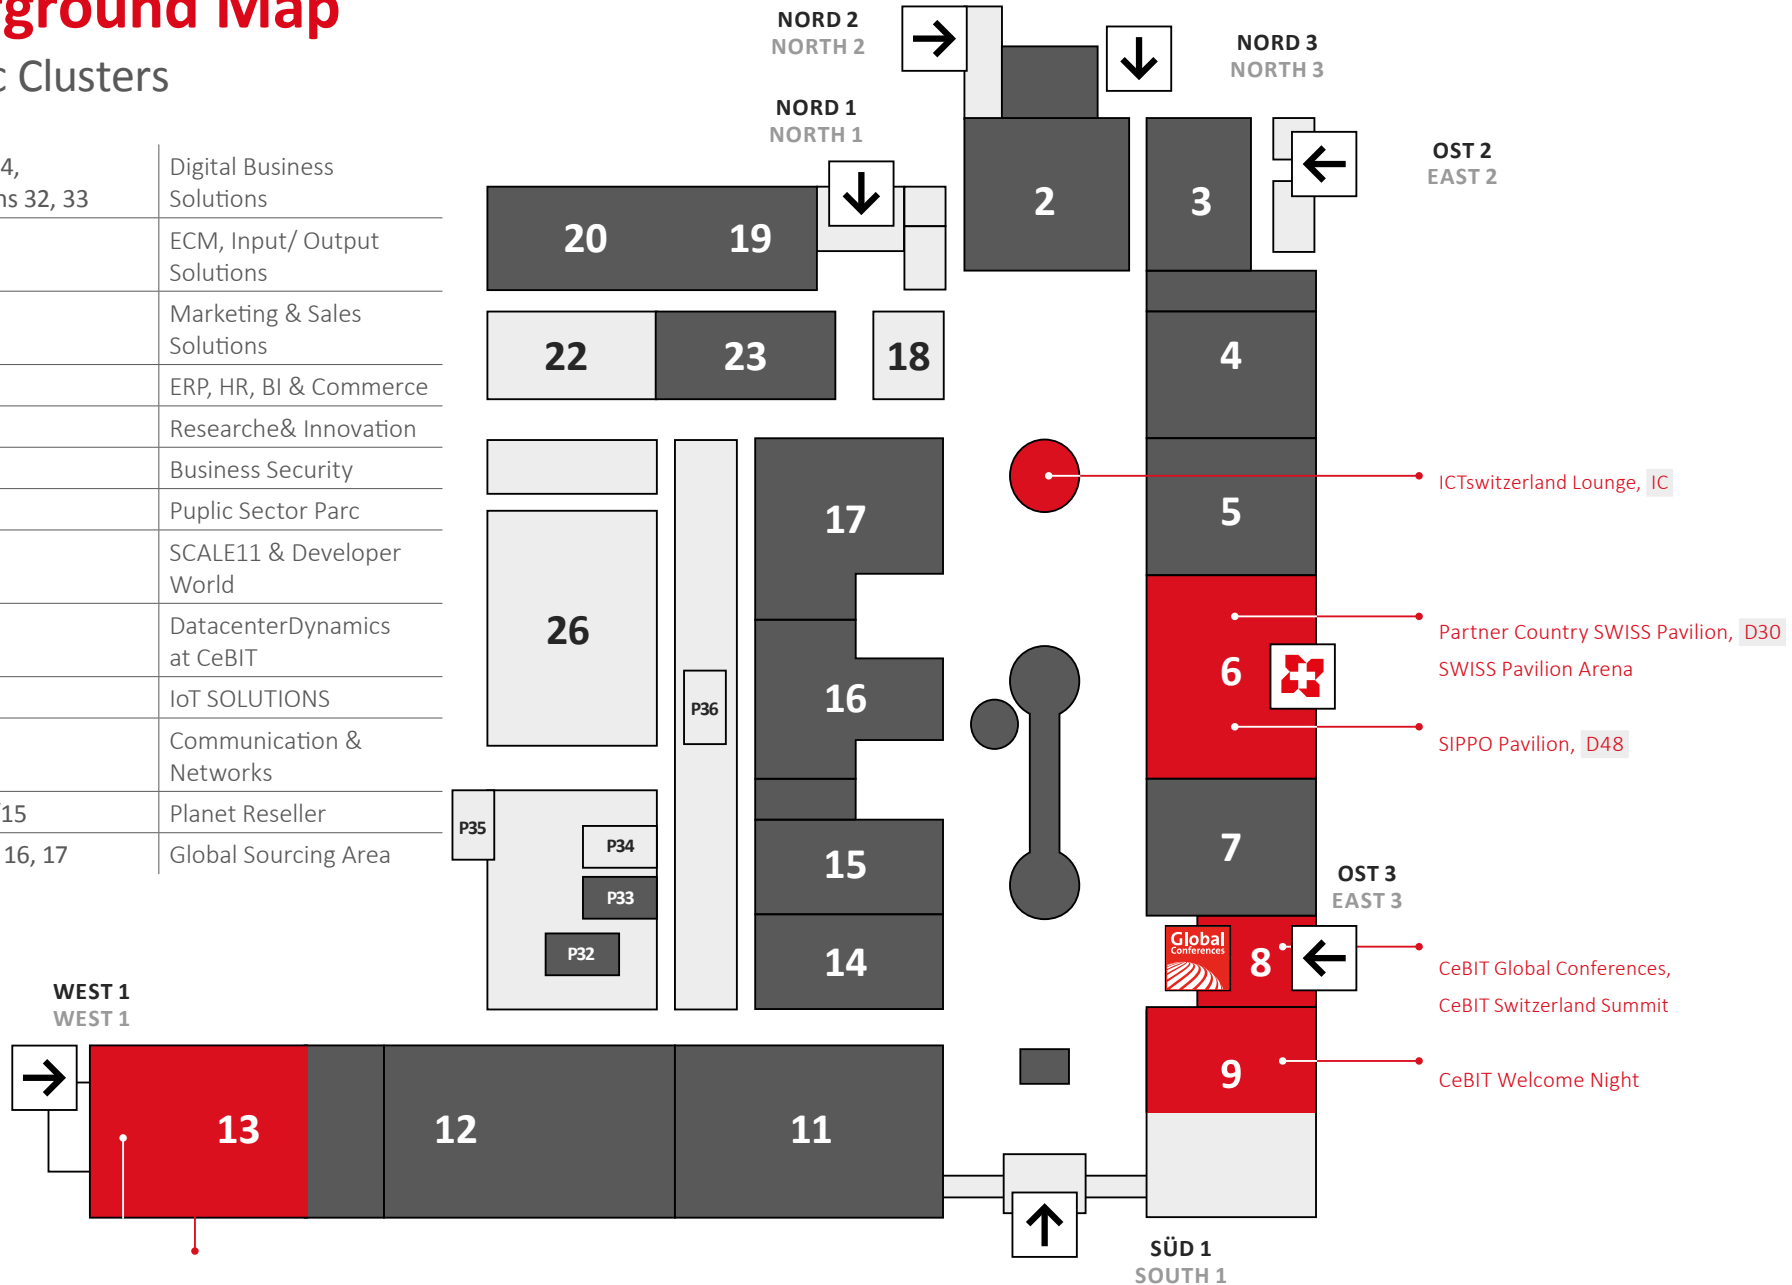 rground Map
c Clusters
4,
ns 32, 33
Digital Business
Solutions
ECM, Input/ Output
Solutions
Marketing & Sales
Solutions
ERP, HR, BI & Commerce
Researche& Innovation
Business Security
Puplic Sector Parc
SCALE11 & Developer
World
DatacenterDynamics
at CeBIT
IoT SOLUTIONS
Communication &
Networks
/15
Planet Reseller
16, 17
Global Sourcing Area
NORD 2
NORTH 2
NORD 3
NORTH 3
NORD 1
NORTH 1
OST 2
EAST 2
20
19
2
3
22
23
18
4
17
5
ICTswitzerland Lounge, IC
26
P36
16
6
Partner Country SWISS Pavilion, D30
SWISS Pavilion Arena
SIPPO Pavilion, D48
P35
P34
P33
P32
15
14
7
OST 3
EAST 3
Global
Conferences
8
CeBIT Global Conferences,
CeBIT Switzerland Summit
9
CeBIT Welcome Night
WEST 1
WEST 1
13
12
11
SÜD 1
SOUTH 1